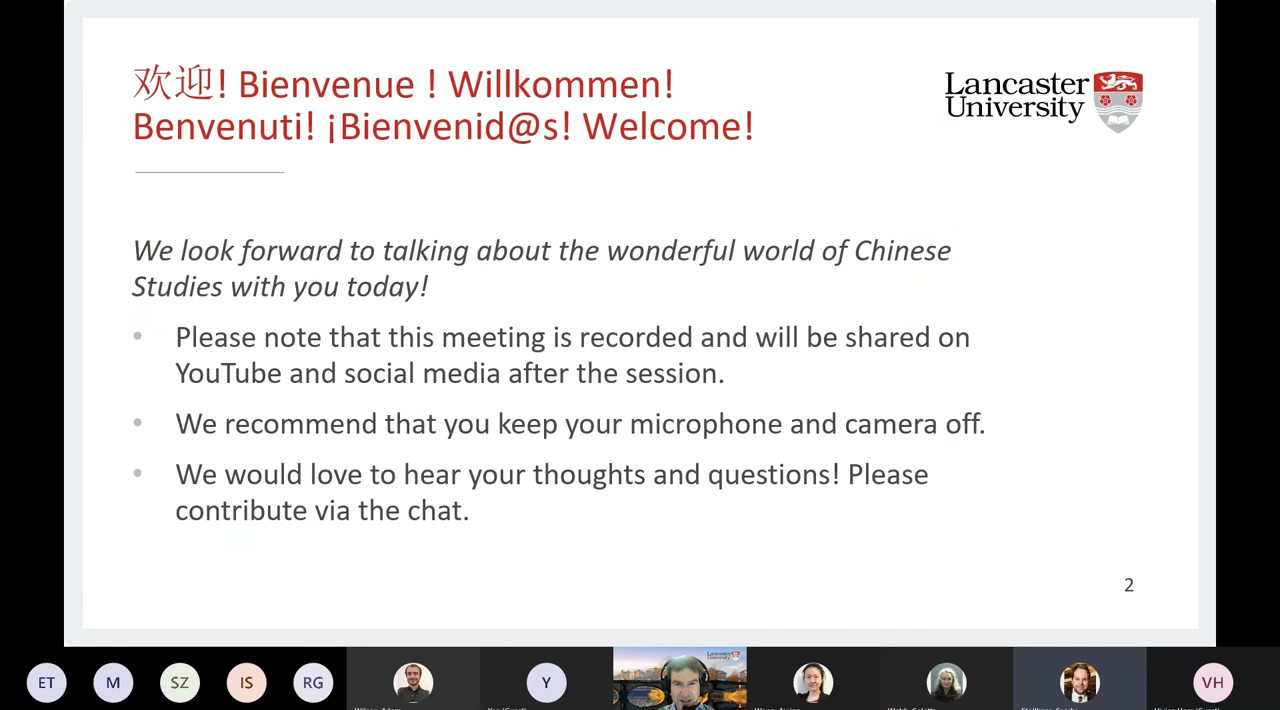 欢迎! Bienvenue ! Willkommen!
Benvenuti! ¡Bienvenid@s! Welcome!
Lancaster
University
We look forward to talking about the wonderful world of Chinese
Studies with you today!
• Please note that this meeting is recorded and will be shared on
YouTube and social media after the session.
• We recommend that you keep your microphone and camera off.
• We would love to hear your thoughts and questions! Please
contribute via the chat.
2
ET
M
SZ
IS
RG
Y
Lancaster
University
VH